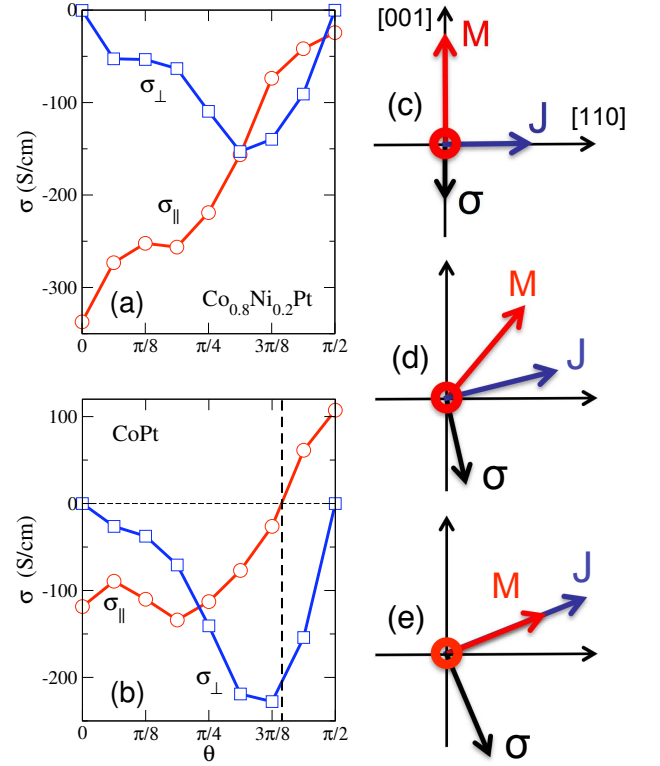 0
-100
-200
-300
σ (S/cm)
σ⊥
σ∥
(a)
Co0.8Ni0.2Pt
0
π/8
π/4
3π/8
π/2
100
0
-100
-200
σ (S/cm)
CoPt
σ∥
σ⊥
(b)
0
π/8
π/4
3π/8
π/2
θ
[001]
M
(c)
[110]
J
σ
M
(d)
J
σ
M
J
(e)
σ